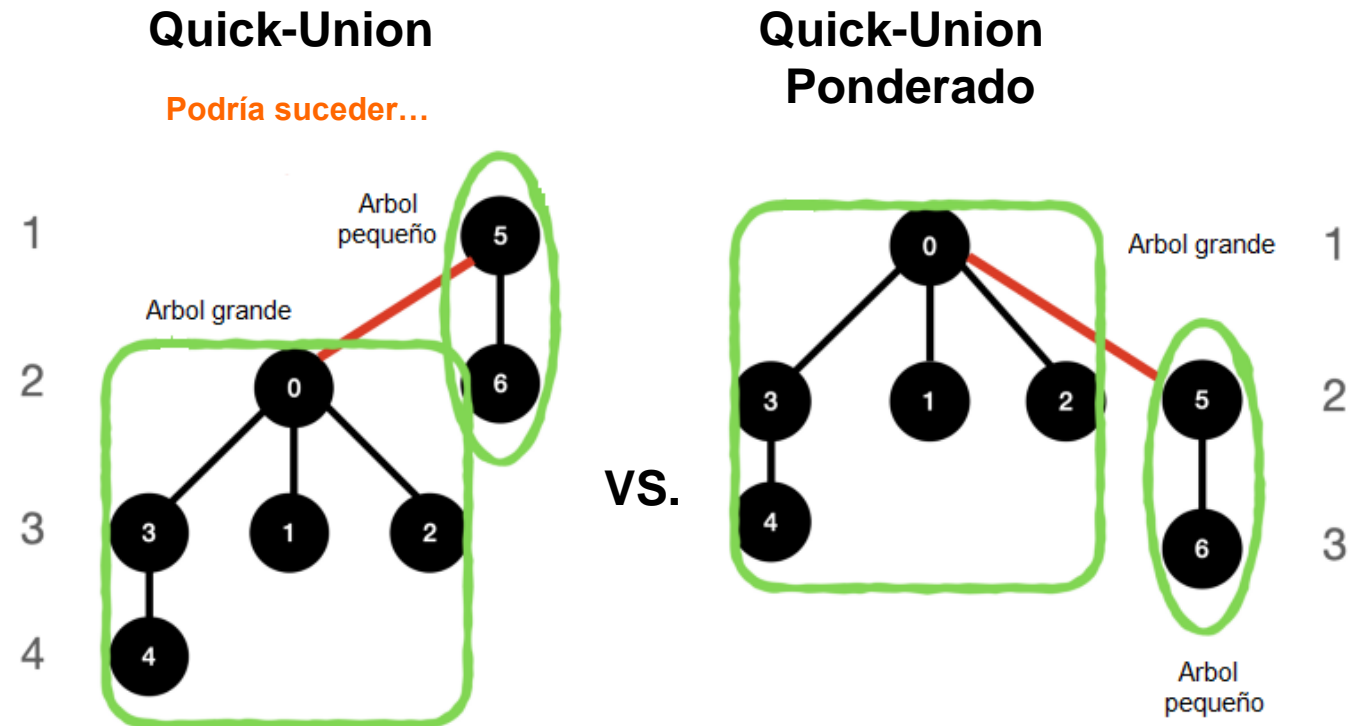 Quick-Union
Podría suceder…
Arbol
pequeño
Arbol grande
1
2
3
4
5
6
0
3
1
2
4
VS.
Quick-Union
Ponderado
Arbol grande
1
2
3
0
3
1
2
5
4
6
Arbol
pequeño